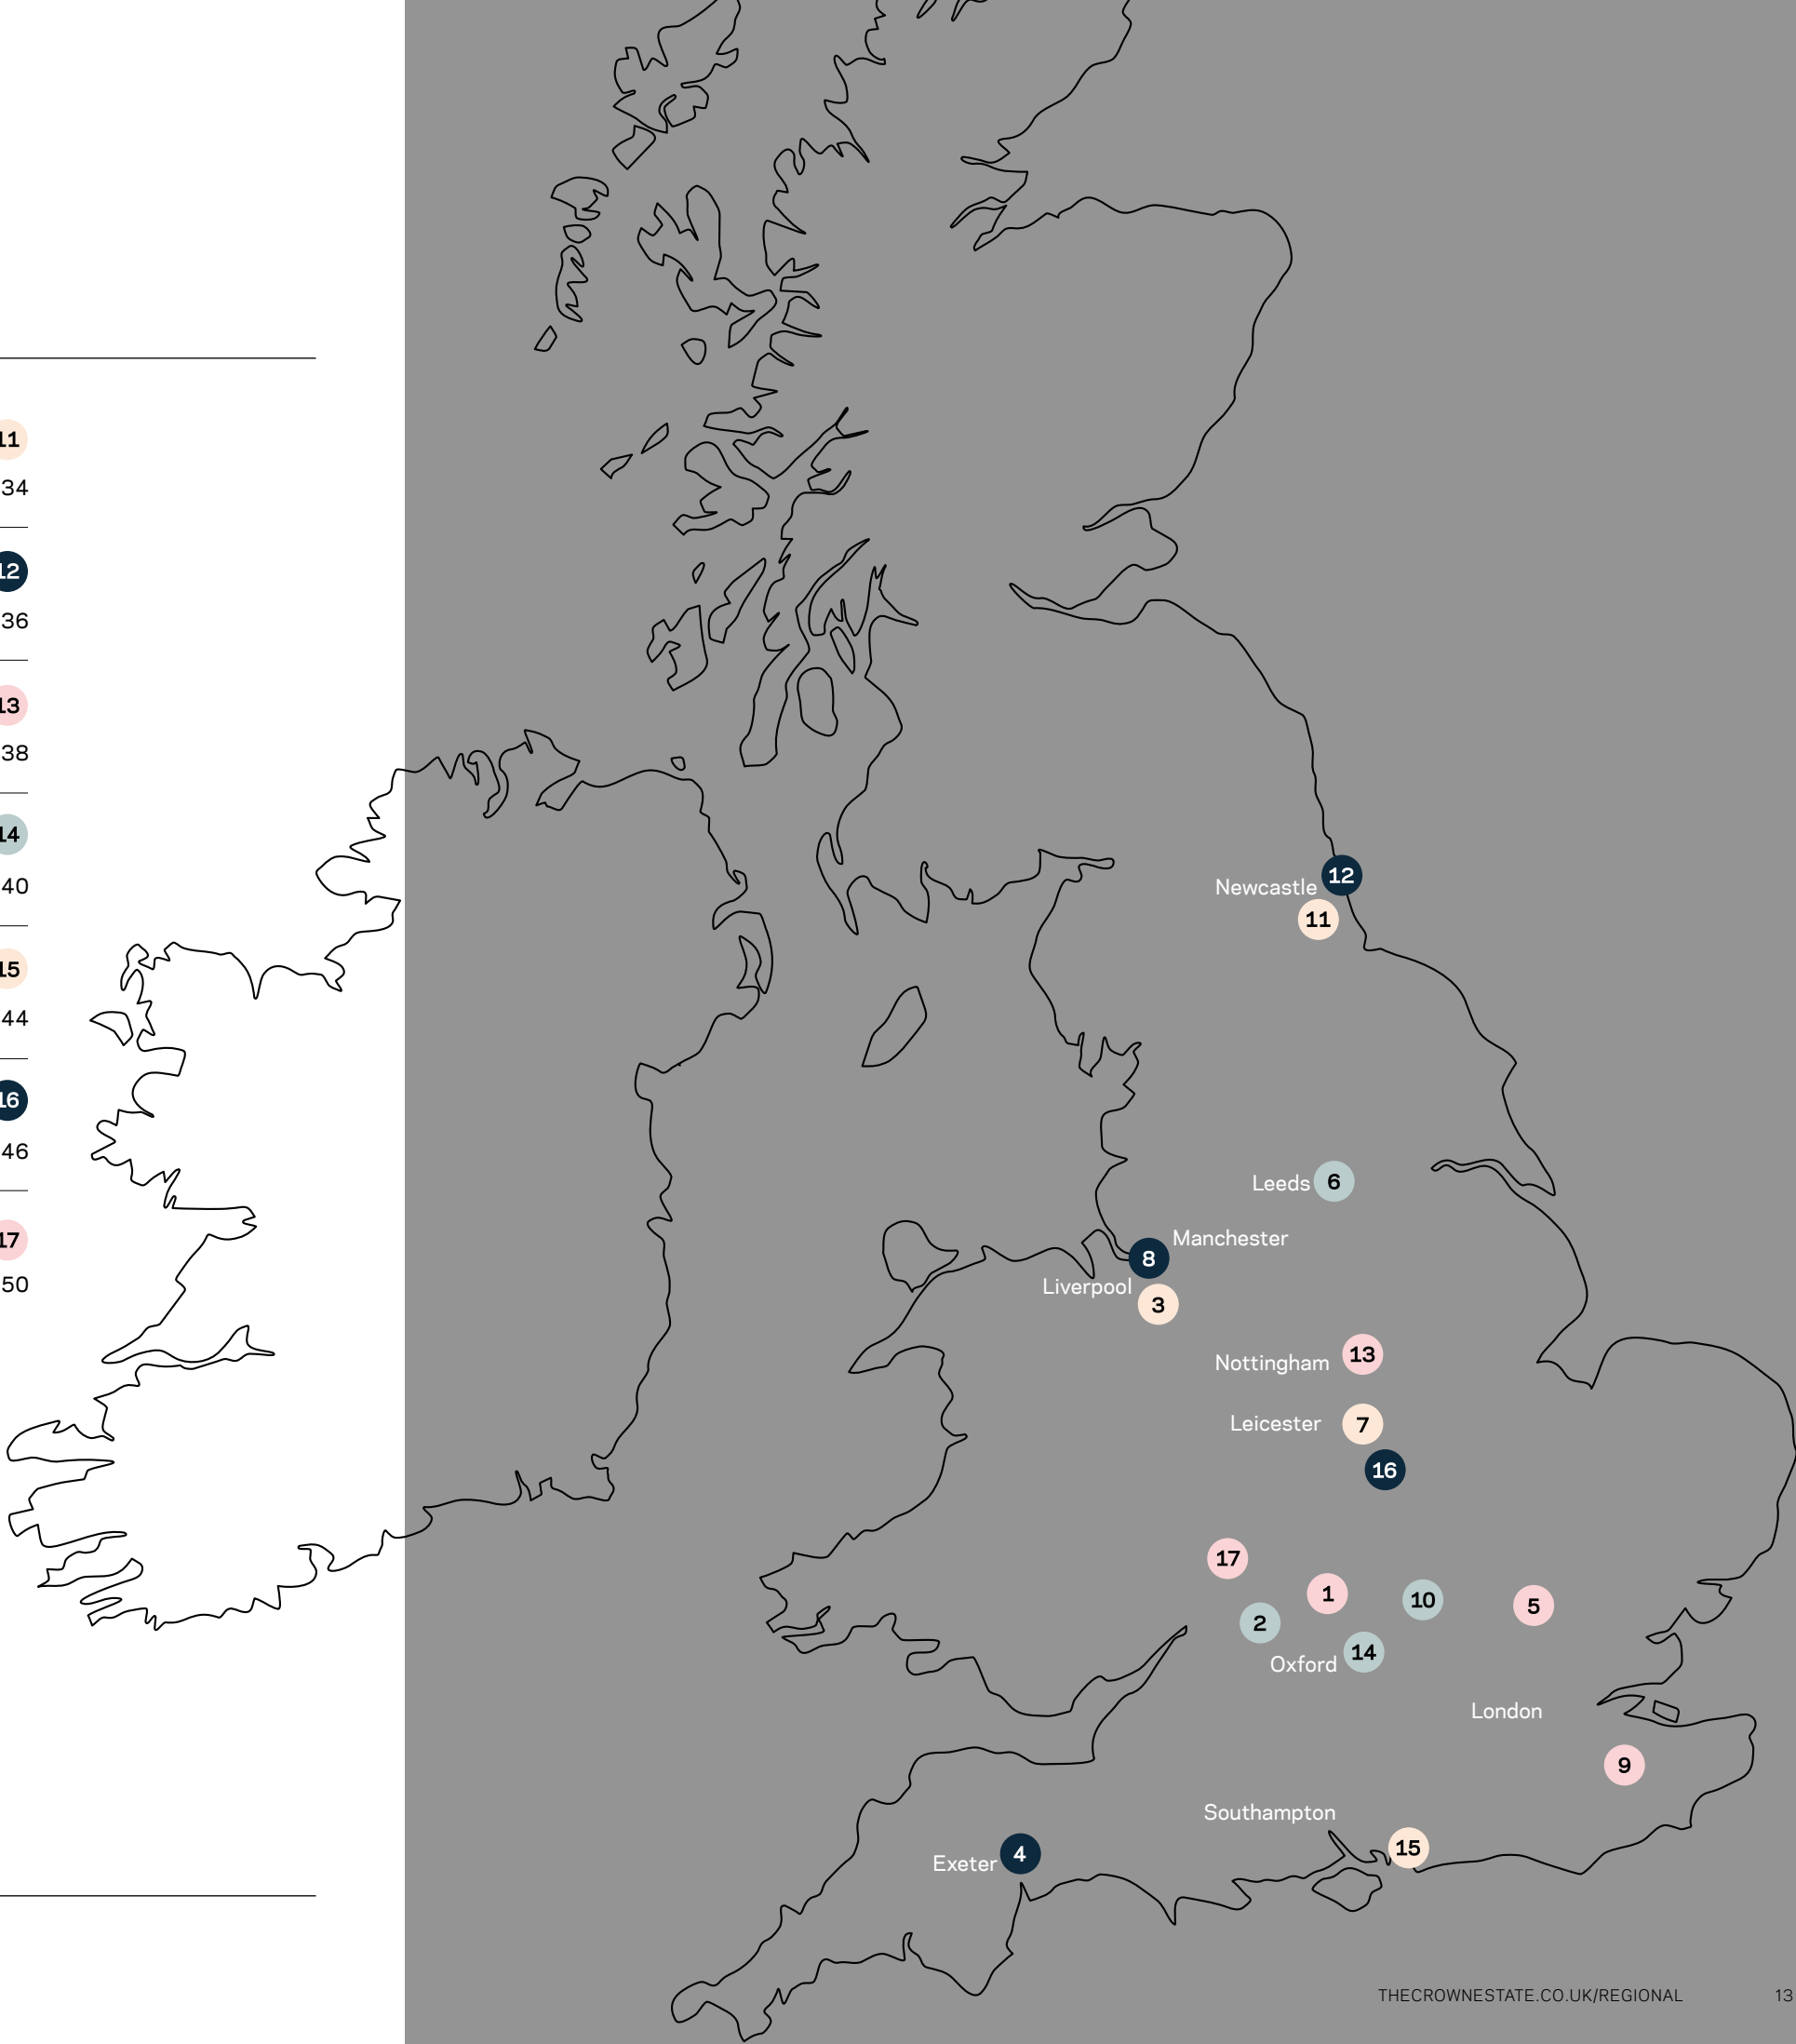 11
34
12
36
13
38
14
40
15
44
16
46
17
50
12
Newcastle
11
Leeds
6
Manchester
8
Liverpool
3
Nottingham
13
Leicester
7
16
17
1
10
5
2
Oxford
14
London
9
Southampton
15
Exeter
4
THECROWNESTATE.CO.UK/REGIONAL
13